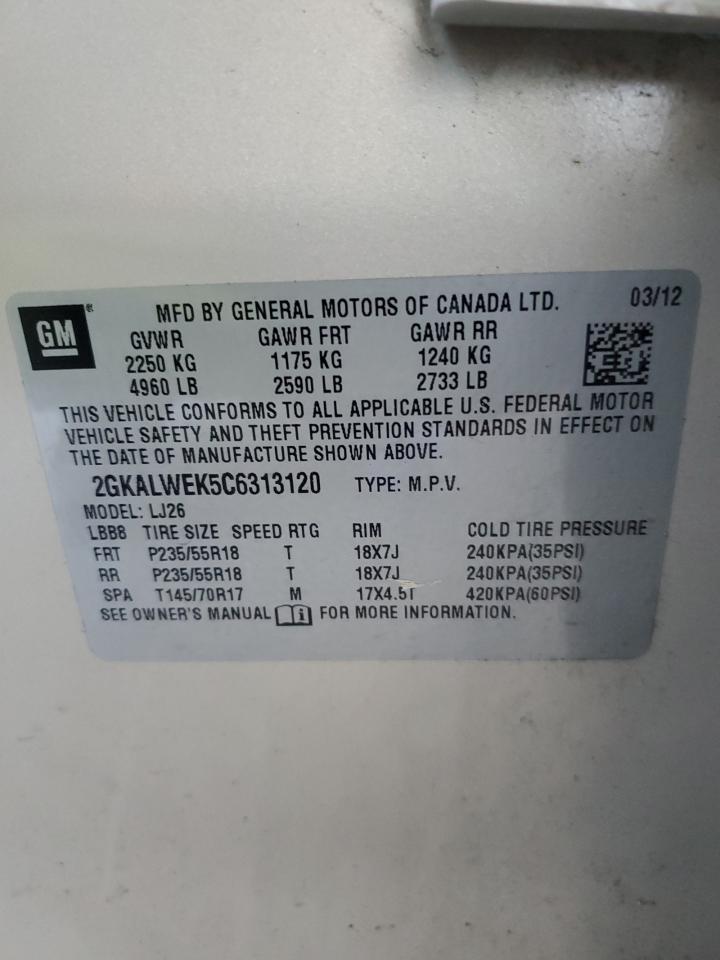 GM ® MFD BY GENERAL MOTORS OF CANADA LTD. 03/12
GVWR GAWR FRT GAWR RR
2250 KG 1175 KG 1240 KG
4960 LB 2590 LB 2733 LB
THIS VEHICLE CONFORMS TO ALL APPLICABLE U.S. FEDERAL MOTOR
VEHICLE SAFETY AND THEFT PREVENTION STANDARDS IN EFFECT ON
THE DATE OF MANUFACTURE SHOWN ABOVE.
2GKALWEK5C6313120 TYPE: M.P.V.
MODEL: LJ26
LBB8 TIRE SIZE SPEED RTG RIM COLD TIRE PRESSURE
FRT P235/55R18 T 18X7J 240KPA(35PSI)
RR P235/55R18 T 18X7J 240KPA(35PSI)
SPA T145/70R17 M 17X4.5T 420KPA(60PSI)
SEE OWNER'S MANUAL FOR MORE INFORMATION.